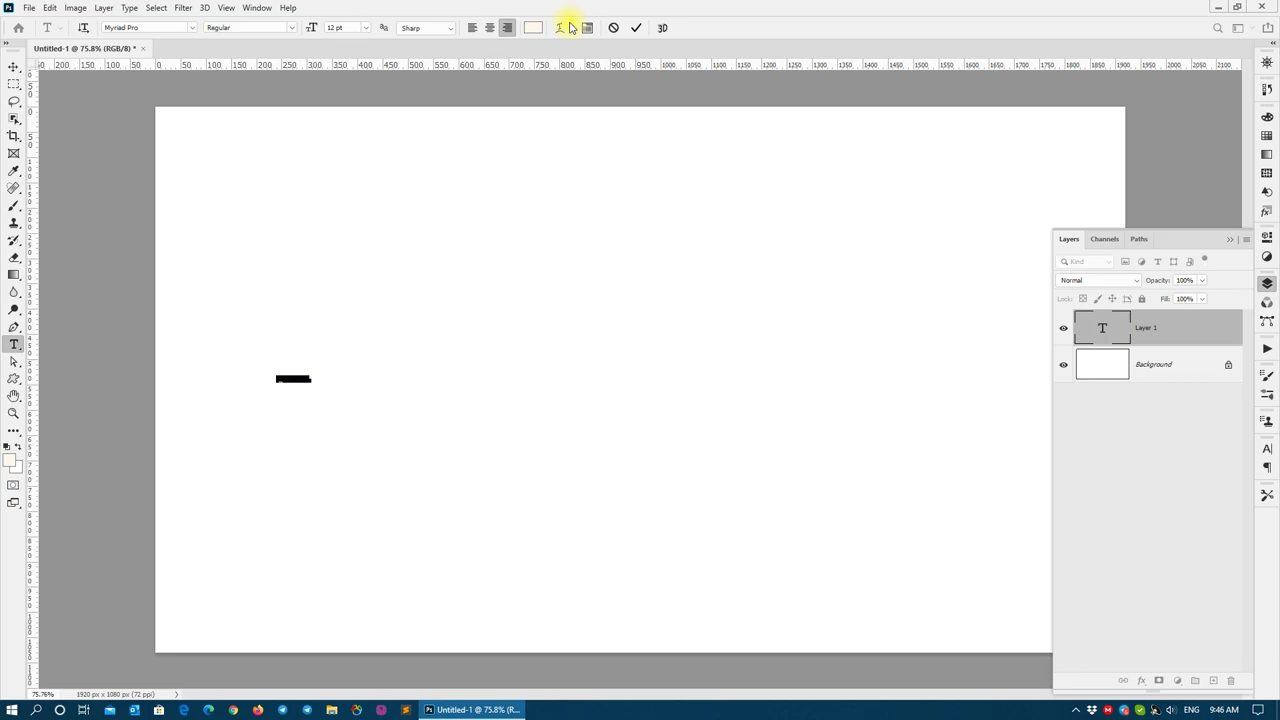 File Edit Image Layer Type Select Filter 3D View Window Help
Myriad Pro Regular 12 pt Sharp 3D
Untitled-1 @ 75.8% (RGB/8) *
Layers Channels Paths
Kind
Normal Opacity: 100%
Lock: Fill: 100%
T Layer 1
Background
75.76% 1920 px x 1080 px (72 ppi)
Untitled-1 @ 75.8% (R... 9:46 AM